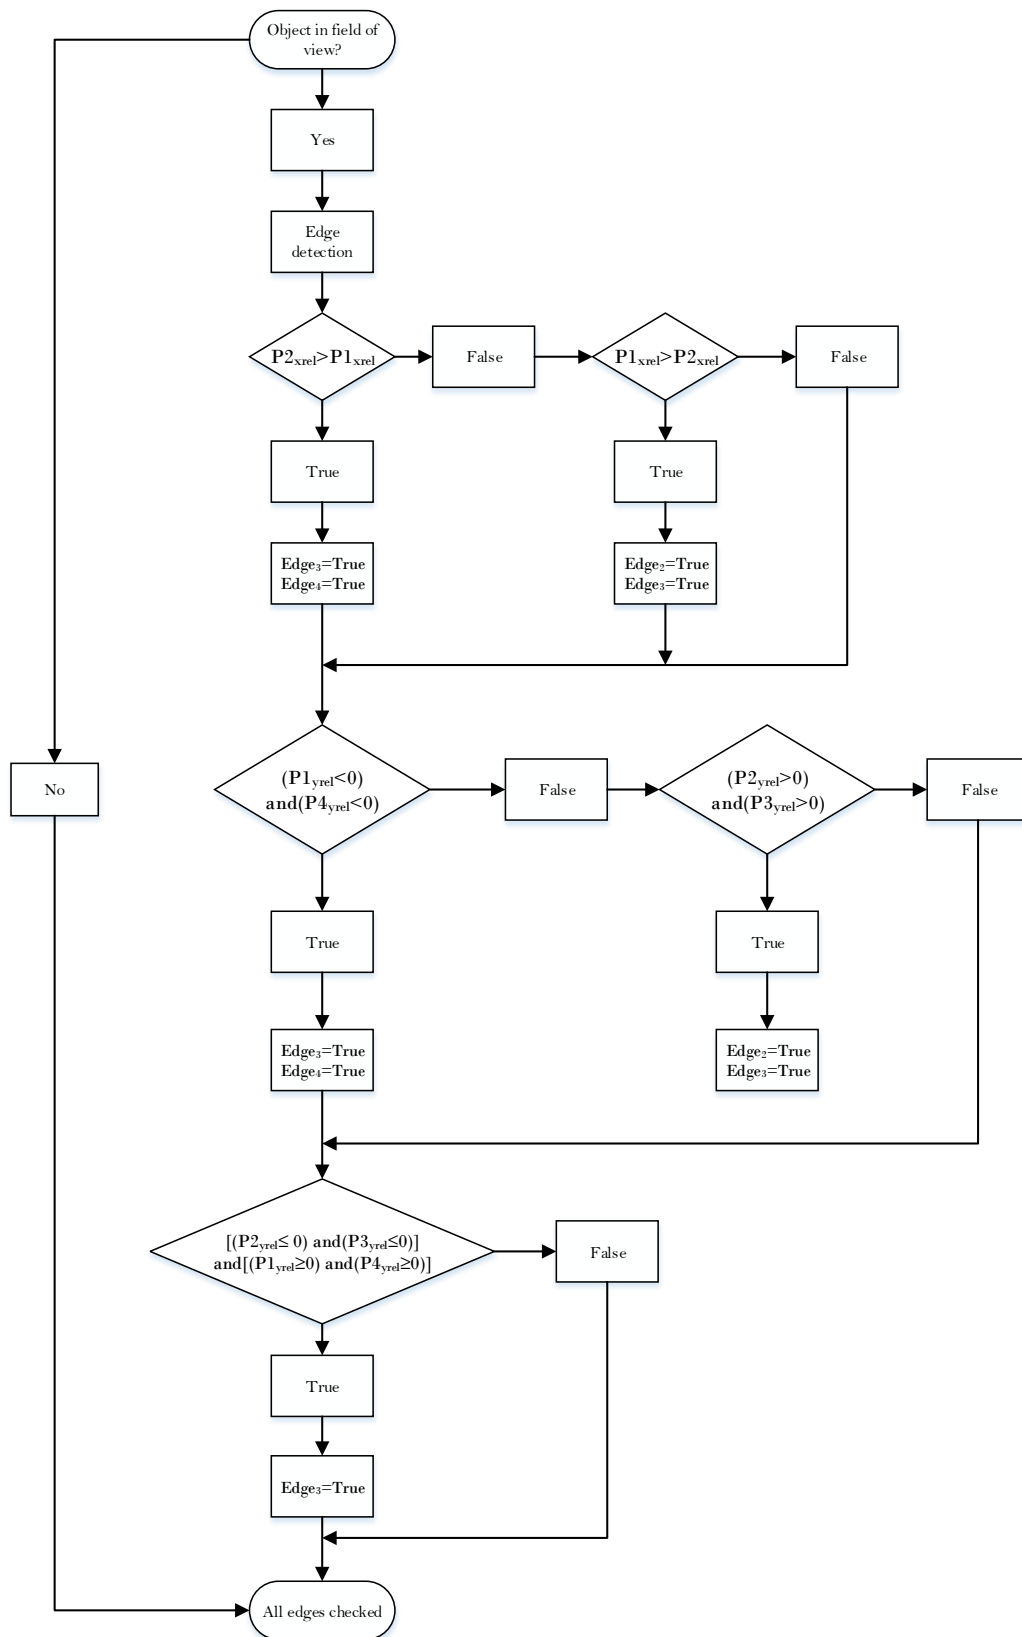 Object in field of
view?
Yes
Edge
detection
P2xrel>P1xrel
False
P1xrel>P2xrel
False
True
True
Edge3=True
Edge4=True
Edge2=True
Edge3=True
No
(P1yrel<0)
and(P4yrel<0)
False
(P2yrel>0)
and(P3yrel>0)
False
True
True
Edge3=True
Edge4=True
Edge2=True
Edge3=True
[(P2yrel≤ 0) and(P3yrel≤0)]
and[(P1yrel≥0) and(P4yrel≥0)]
False
True
Edge3=True
All edges checked